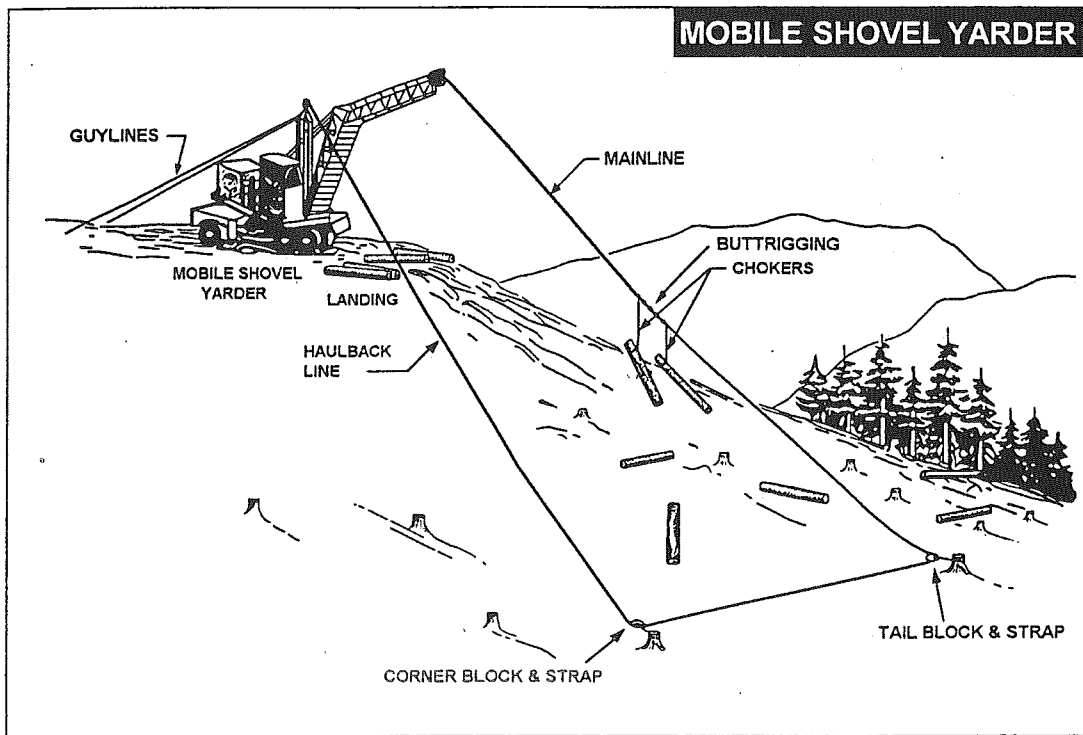 MOBILE SHOVEL YARDER
GUYLINES
MAINLINE
BUTTRIGGING
CHOKERS
MOBILE SHOVEL
YARDER
LANDING
HAULBACK
LINE
TAIL BLOCK & STRAP
CORNER BLOCK & STRAP